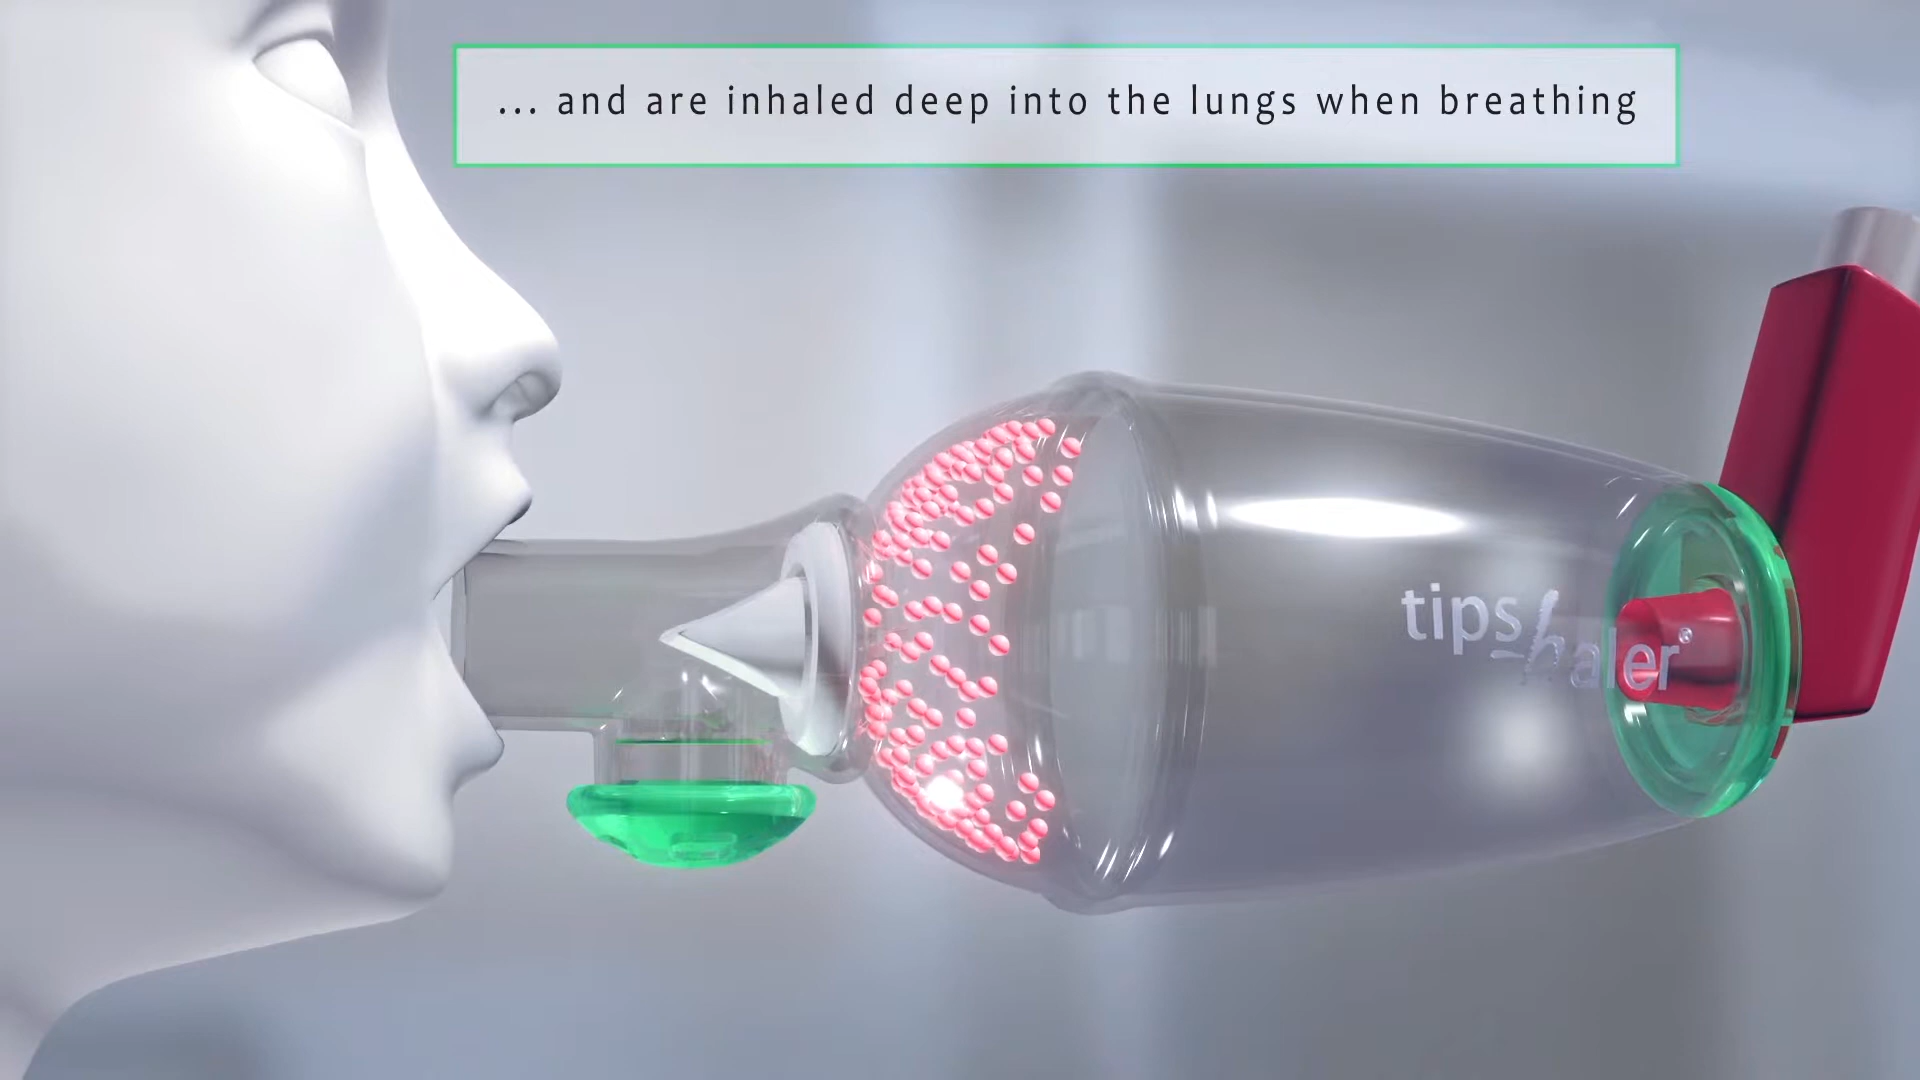 ... and are inhaled deep into the lungs when breathing
tipshaler®